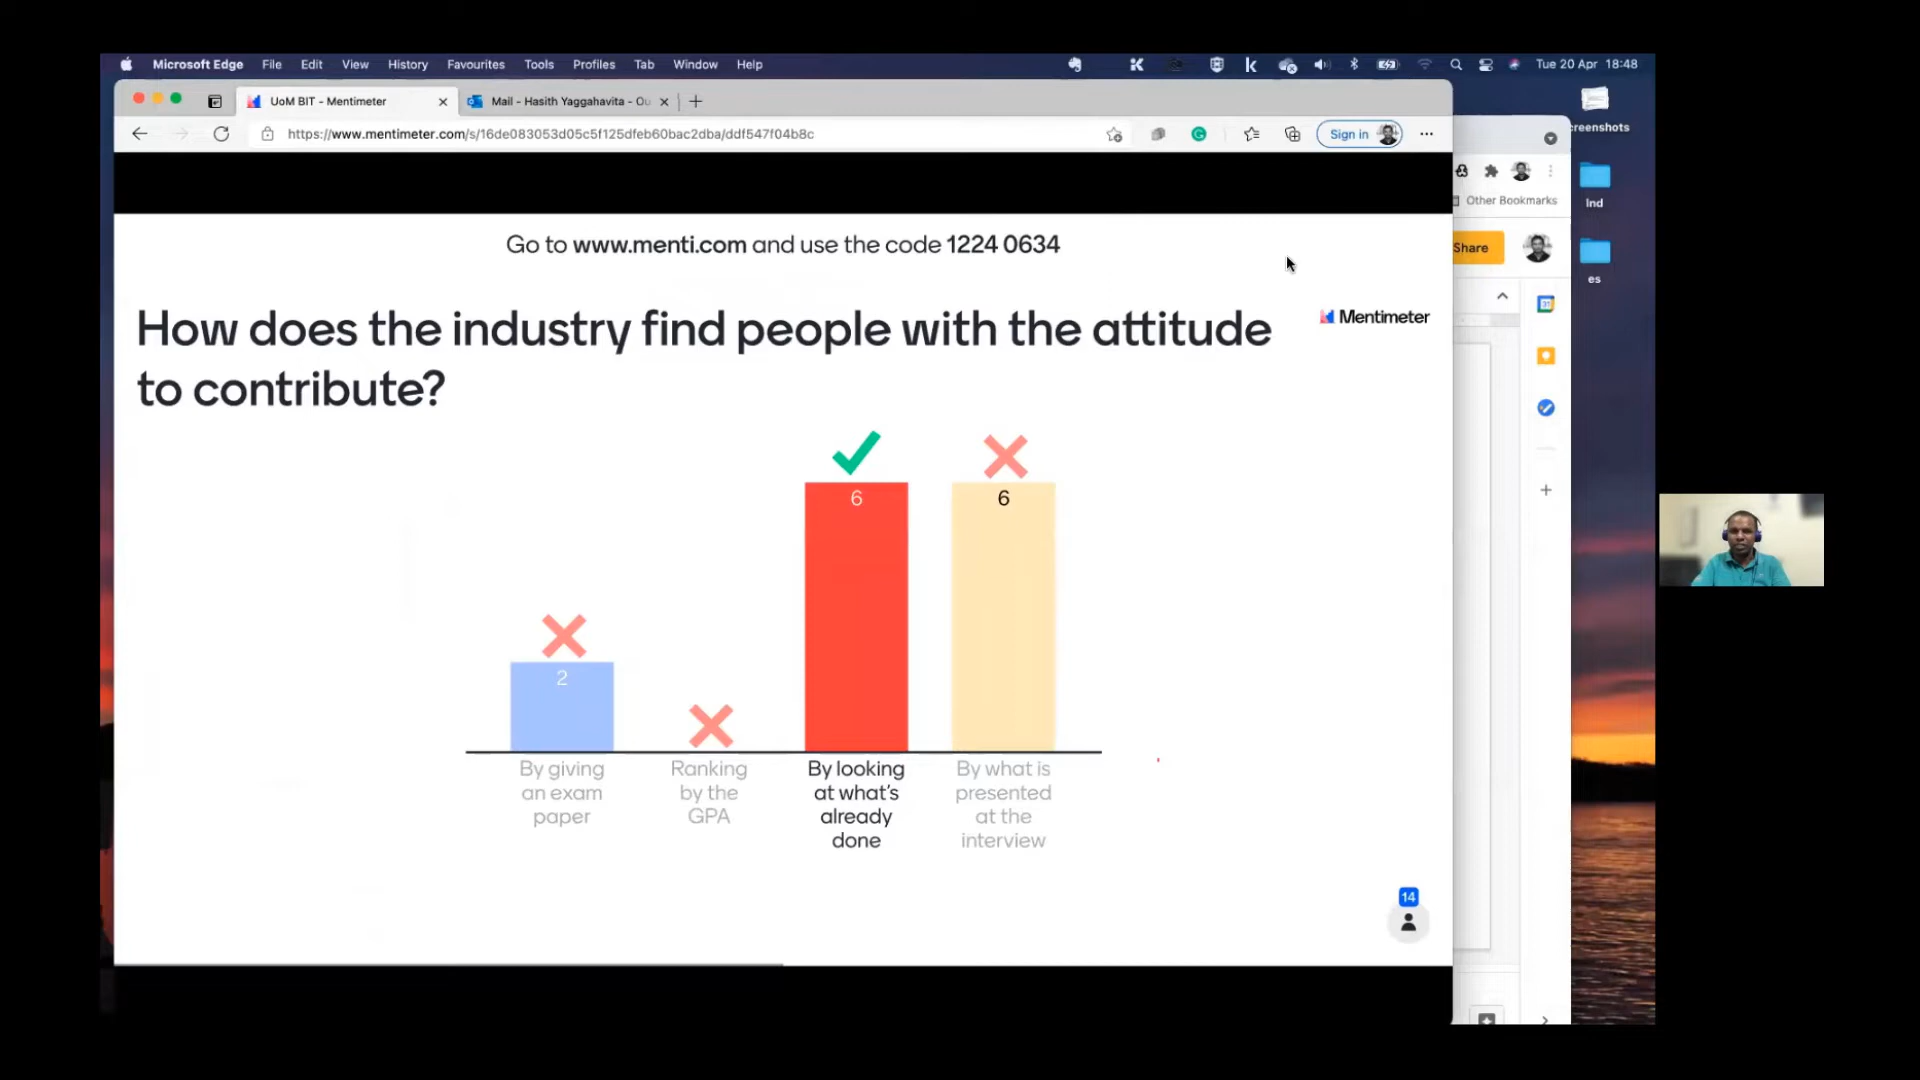 Microsoft Edge File Edit View History Favourites Tools Profiles Tab Window Help Tue 20 Apr 18:48
UoM BIT - Mentimeter
Mail - Hasith Yaggahavita - Ou
https://www.mentimeter.com/s/16de083053d05c5f125dfeb60bac2dba/ddf547f04b8c
Sign in
creenshots
Other Bookmarks
Ind
Share
es
Go to www.menti.com and use the code 1224 0634
How does the industry find people with the attitude
to contribute?
Mentimeter
6
6
2
By giving
an exam
paper
Ranking
by the
GPA
By looking
at what's
already
done
By what is
presented
at the
interview
14